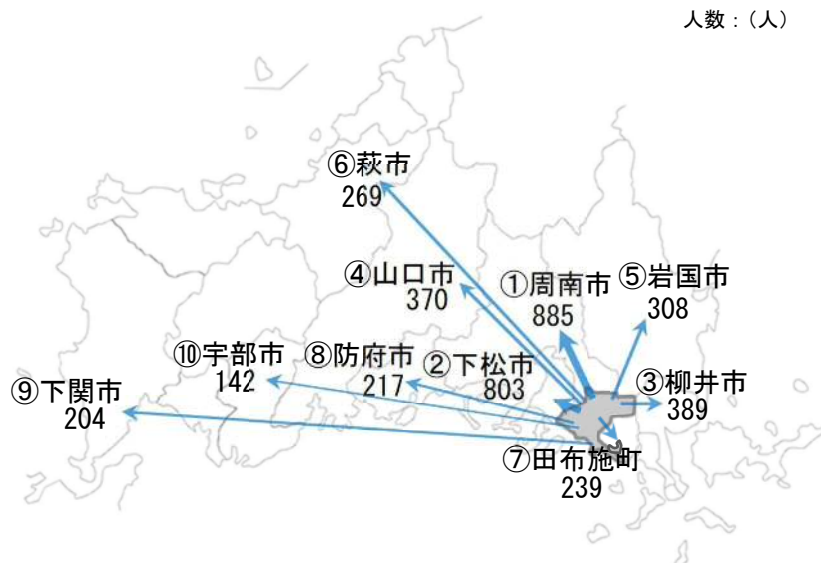 人数：(人)
⑥萩市
269
④山口市
370
①周南市
885
⑤岩国市
308
⑩宇部市
142
⑧防府市
217
②下松市
803
③柳井市
389
⑨下関市
204
⑦田布施町
239